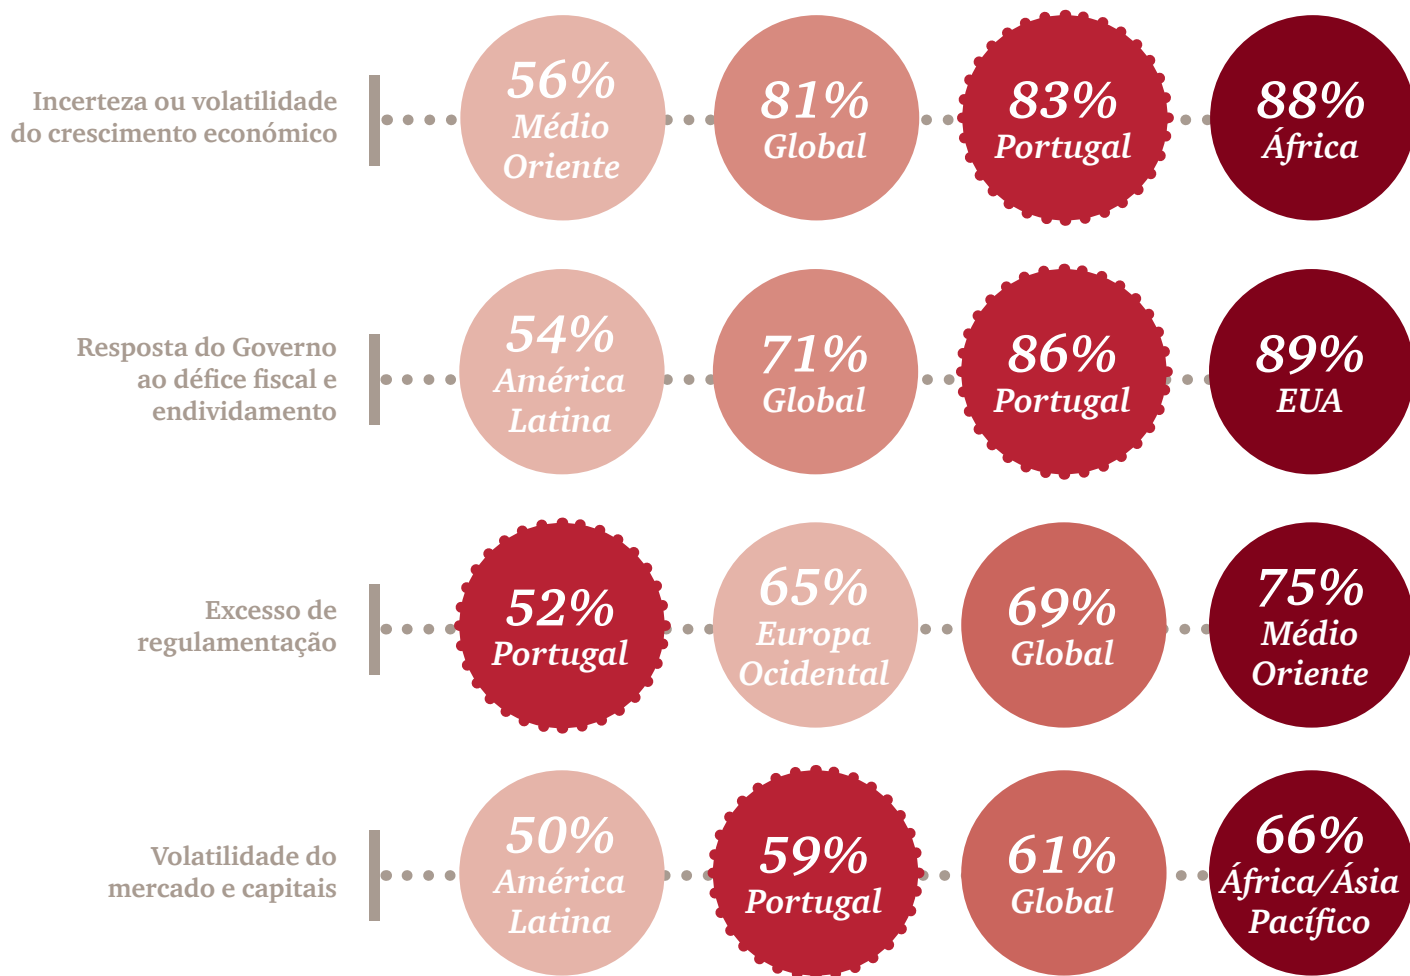 Incerteza ou volatilidade
do crescimento económico
56%
Médio
Oriente
81%
Global
83%
Portugal
88%
África
Resposta do Governo
ao défice fiscal e
endividamento
54%
América
Latina
71%
Global
86%
Portugal
89%
EUA
Excesso de
regulamentação
52%
Portugal
65%
Europa
Ocidental
69%
Global
75%
Médio
Oriente
Volatilidade do
mercado e capitais
50%
América
Latina
59%
Portugal
61%
Global
66%
África/Ásia
Pacífico